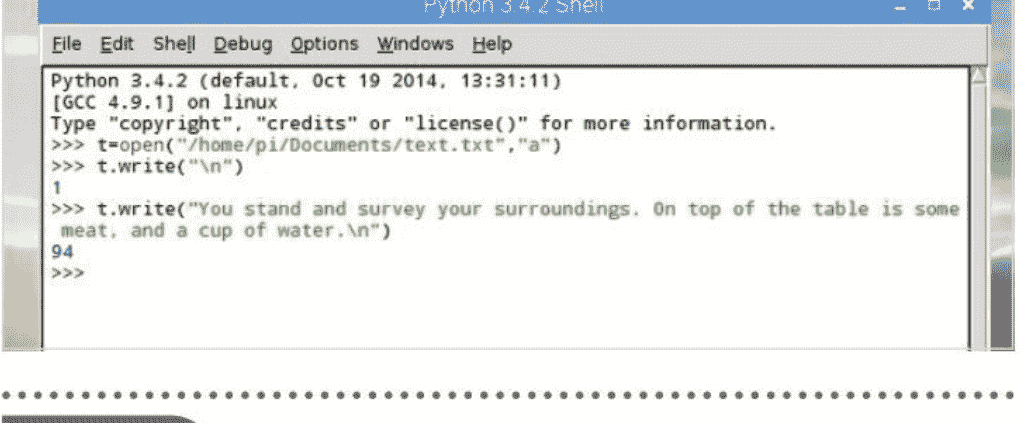 Python 3.4.2 Shell
File Edit Shell Debug Options Windows Help
Python 3.4.2 (default, Oct 19 2014, 13:31:11)
[GCC 4.9.1] on linux
Type "copyright", "credits" or "license()" for more information.
>>> t=open("/home/pi/Documents/text.txt","a")
>>> t.write("\n")
1
>>> t.write("You stand and survey your surroundings. On top of the table is some
meat, and a cup of water.\n")
94
>>>